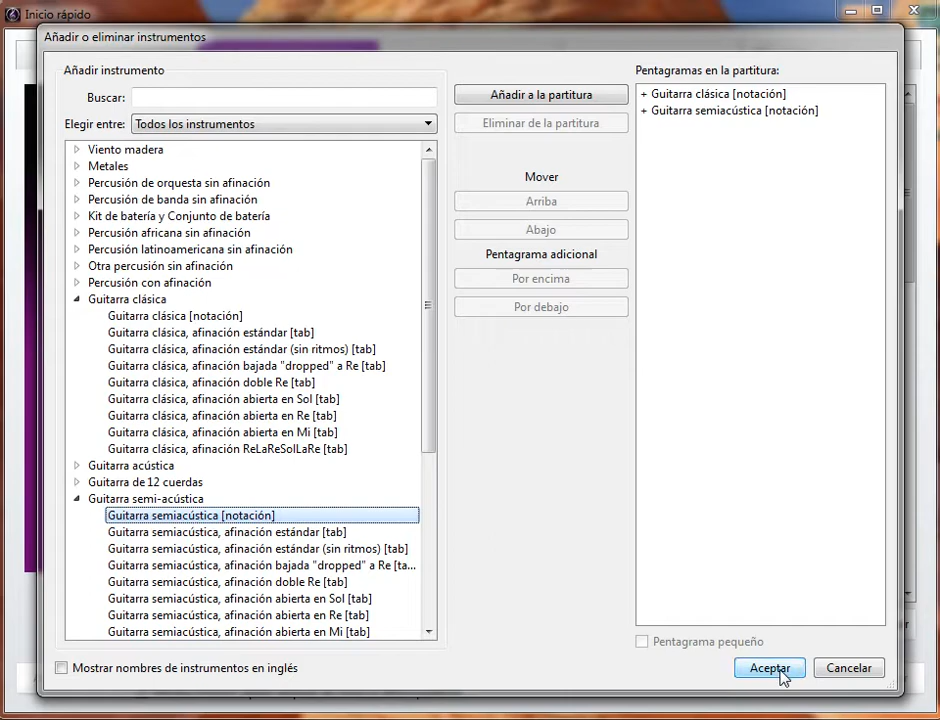 Inicio rápido
Añadir o eliminar instrumentos
Añadir instrumento
Buscar:
Elegir entre: Todos los instrumentos
Viento madera
Metales
Percusión de orquesta sin afinación
Percusión de banda sin afinación
Kit de batería y Conjunto de batería
Percusión africana sin afinación
Percusión latinoamericana sin afinación
Otra percusión sin afinación
Percusión con afinación
Guitarra clásica
Guitarra clásica [notación]
Guitarra clásica, afinación estándar [tab]
Guitarra clásica, afinación estándar (sin ritmos) [tab]
Guitarra clásica, afinación bajada "dropped" a Re [tab]
Guitarra clásica, afinación doble Re [tab]
Guitarra clásica, afinación abierta en Sol [tab]
Guitarra clásica, afinación abierta en Re [tab]
Guitarra clásica, afinación abierta en Mi [tab]
Guitarra clásica, afinación ReLaReSolLaRe [tab]
Guitarra acústica
Guitarra de 12 cuerdas
Guitarra semi-acústica
Guitarra semiacústica [notación]
Guitarra semiacústica, afinación estándar [tab]
Guitarra semiacústica, afinación estándar (sin ritmos) [tab]
Guitarra semiacústica, afinación bajada "dropped" a Re [ta...
Guitarra semiacústica, afinación doble Re [tab]
Guitarra semiacústica, afinación abierta en Sol [tab]
Guitarra semiacústica, afinación abierta en Re [tab]
Guitarra semiacústica, afinación abierta en Mi [tab]
Mostrar nombres de instrumentos en inglés
Añadir a la partitura
Eliminar de la partitura
Mover
Arriba
Abajo
Pentagrama adicional
Por encima
Por debajo
Pentagramas en la partitura:
+ Guitarra clásica [notación]
+ Guitarra semiacústica [notación]
Pentagrama pequeño
Aceptar
Cancelar